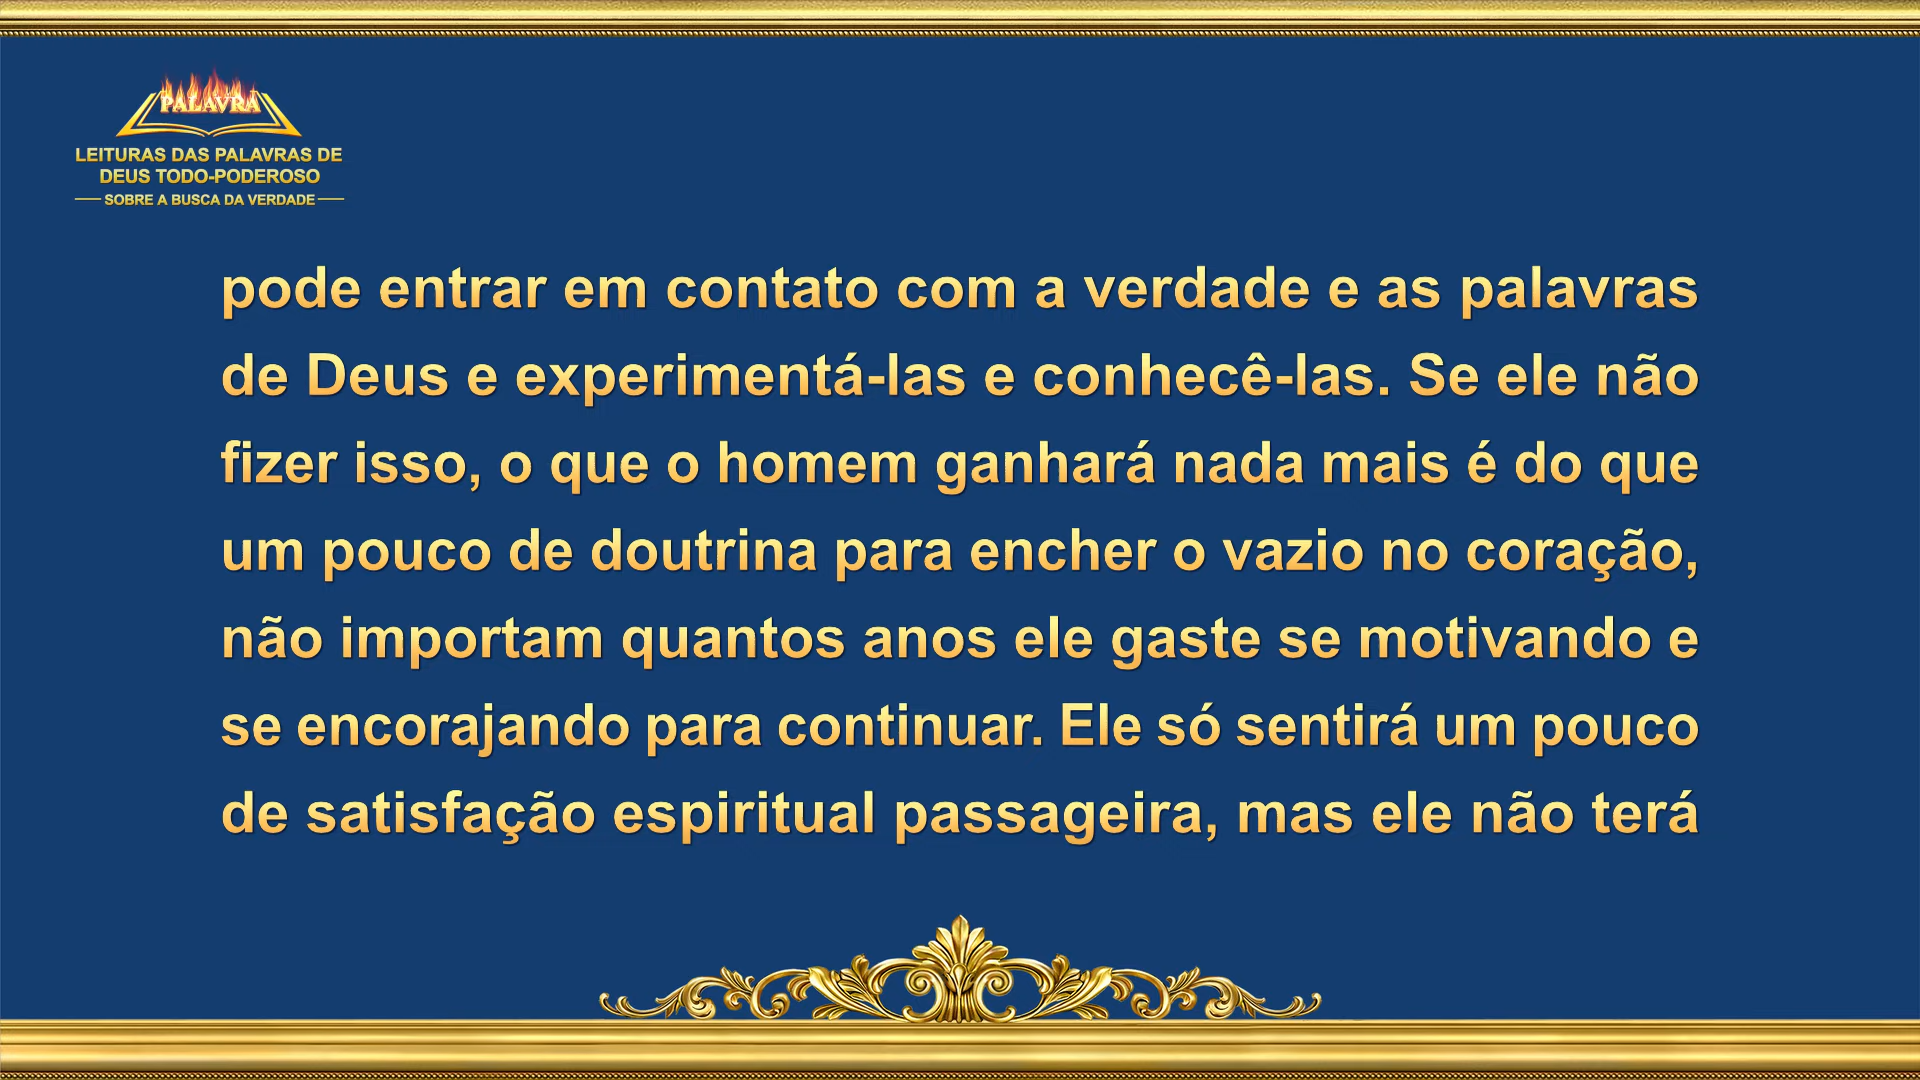 PALAVRA
LEITURAS DAS PALAVRAS DE
DEUS TODO-PODEROSO
SOBRE A BUSCA DA VERDADE
pode entrar em contato com a verdade e as palavras
de Deus e experimentá-las e conhecê-las. Se ele não
fizer isso, o que o homem ganhará nada mais é do que
um pouco de doutrina para encher o vazio no coração,
não importam quantos anos ele gaste se motivando e
se encorajando para continuar. Ele só sentirá um pouco
de satisfação espiritual passageira, mas ele não terá